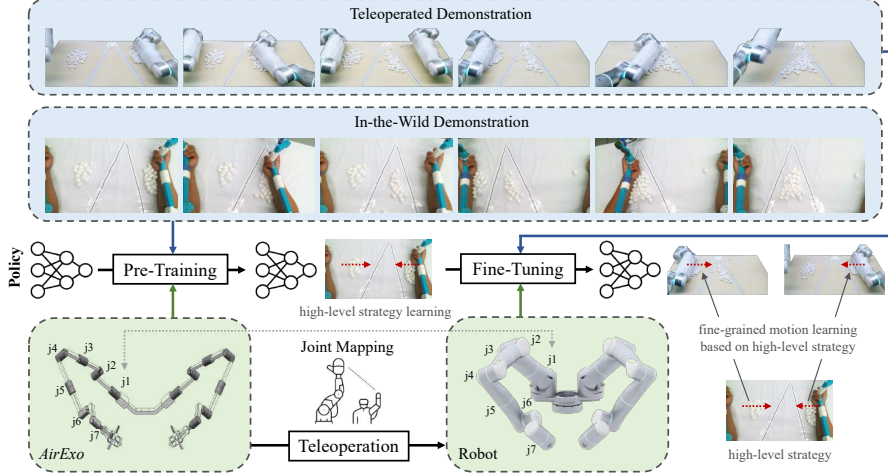 Teleoperated Demonstration
In-the-Wild Demonstration
Policy
Pre-Training
high-level strategy learning
Fine-Tuning
fine-grained motion learning
based on high-level strategy
high-level strategy
j4
j3
j2
j1
j5
j6
j7
AirExo
Joint Mapping
Teleoperation
j3
j2
j1
j4
j5
j6
j7
Robot